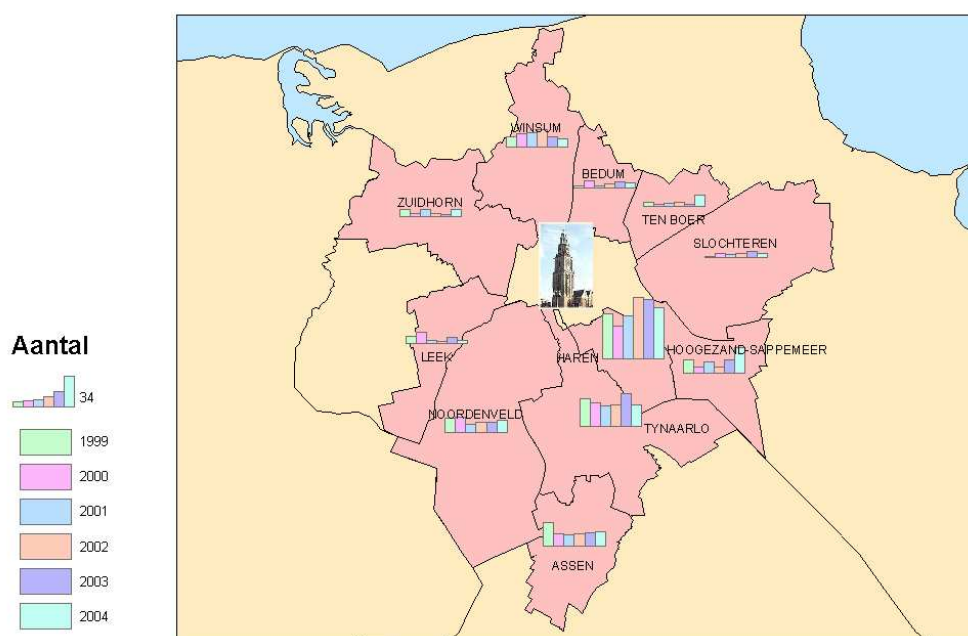 WINSUM
BEDUM
ZUIDHORN
TEN BOER
SLOCHTEREN
Aantal
34
LEEK
HAREN
HOOGEZAND-SAPPEMEER
NOORDENVELD
TYNAARLO
ASSEN
1999
2000
2001
2002
2003
2004